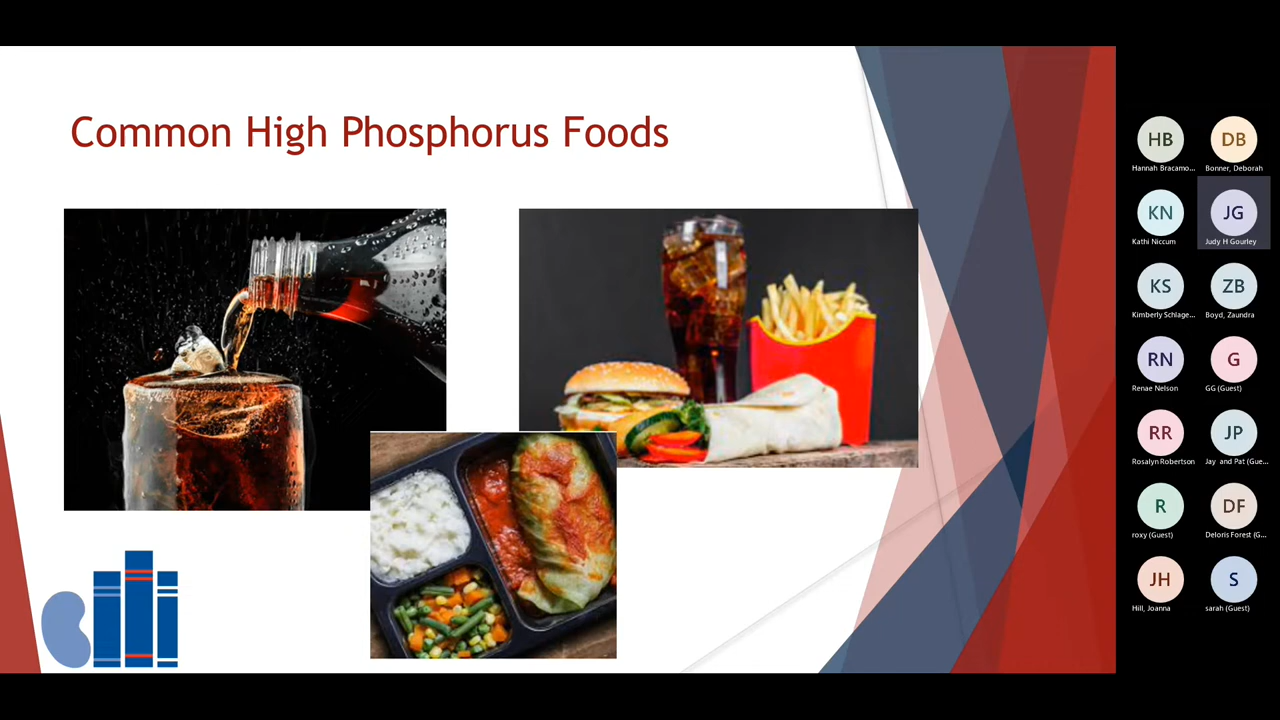 Common High Phosphorus Foods
HB
Hannah Bracamo...
DB
Bonner, Deborah
KN
Kathi Niccum
JG
Judy H Gourley
KS
Kimberly Schlage...
ZB
Boyd, Zaundra
RN
Renae Nelson
G
GG (Guest)
RR
Rosalyn Robertson
JP
Jay and Pat (Gue...
R
roxy (Guest)
DF
Deloris Forest (G...
JH
Hill, Joanna
S
sarah (Guest)